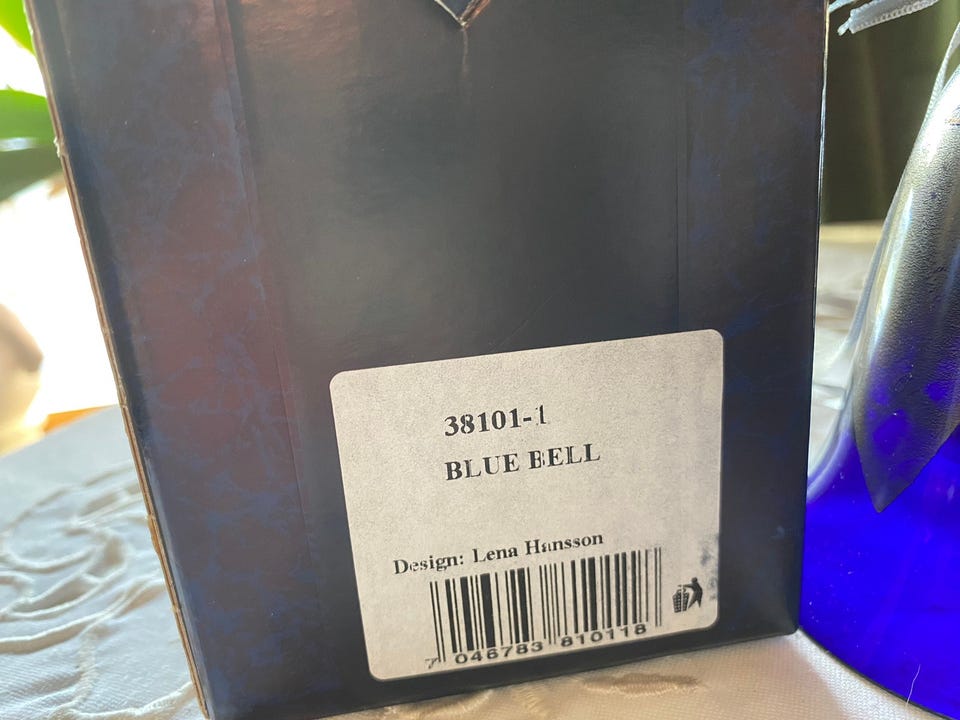 38101-1
BLUE BELL
Design: Lena Hansson
7 046783 810118